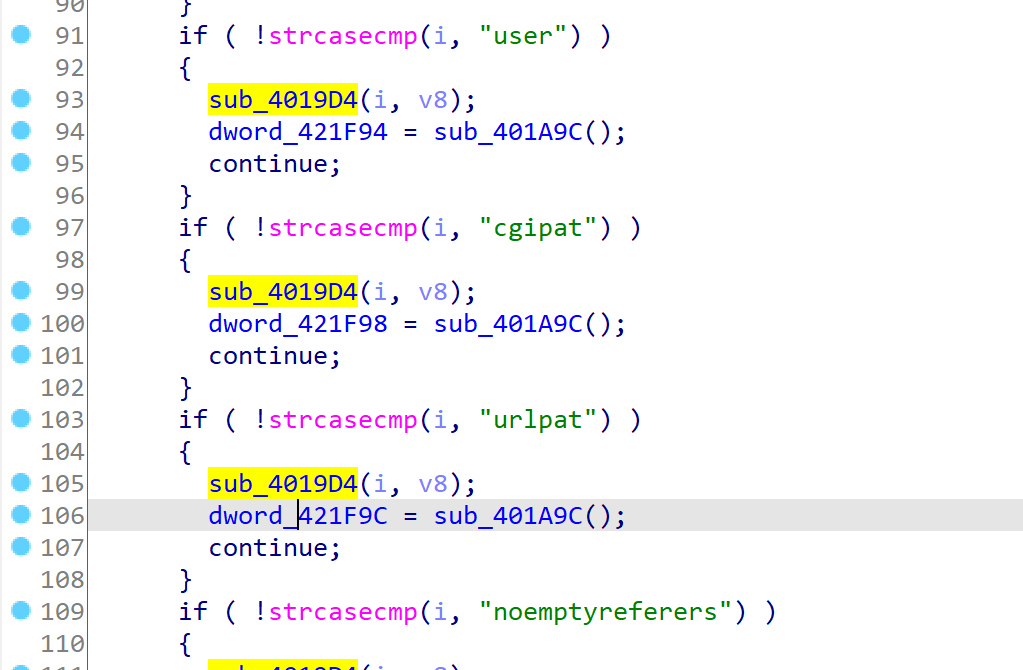 90 }
91 if ( !strcasecmp(i, "user") )
92 {
93 sub_4019D4(i, v8);
94 dword_421F94 = sub_401A9C();
95 continue;
96 }
97 if ( !strcasecmp(i, "cgipat") )
98 {
99 sub_4019D4(i, v8);
100 dword_421F98 = sub_401A9C();
101 continue;
102 }
103 if ( !strcasecmp(i, "urlpat") )
104 {
105 sub_4019D4(i, v8);
106 dword_421F9C = sub_401A9C();
107 continue;
108 }
109 if ( !strcasecmp(i, "noemptyreferers") )
110 {